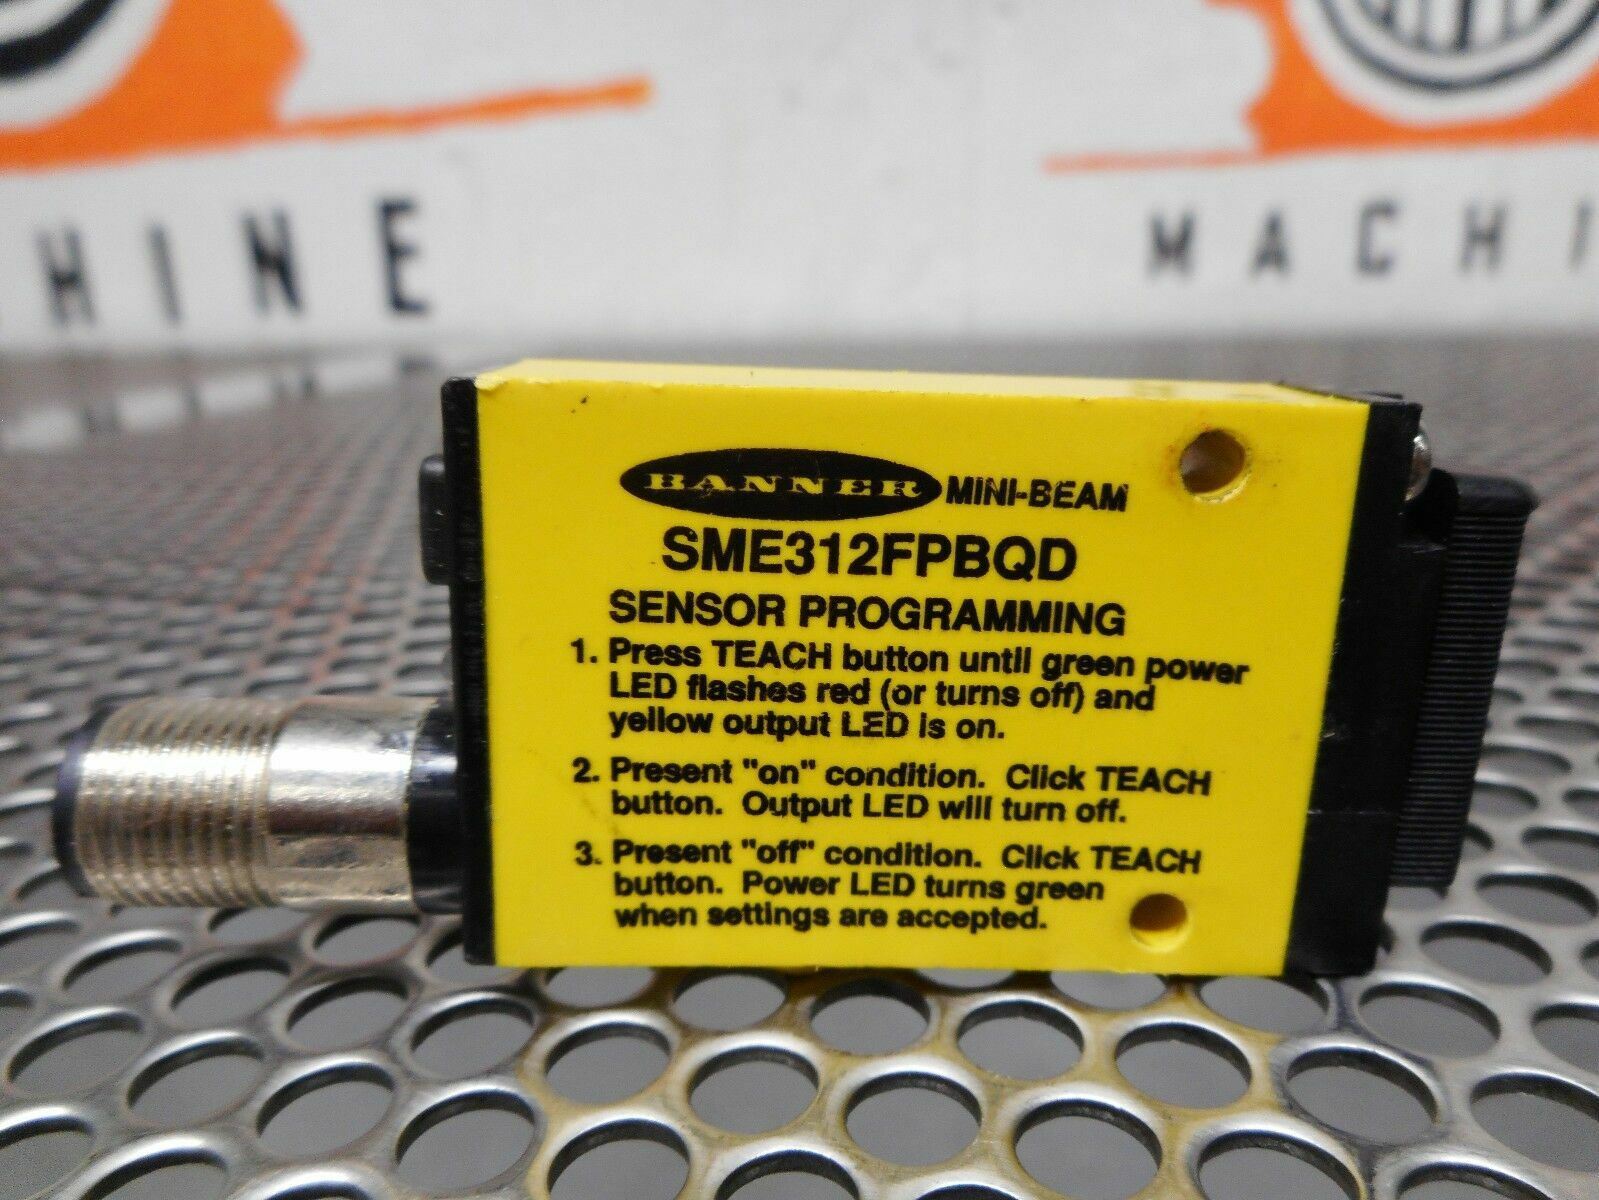 HINE
MACHI
BANNER MINI-BEAM
SME312FPBQD
SENSOR PROGRAMMING
1. Press TEACH button until green power
LED flashes red (or turns off) and
yellow output LED is on.
2. Present "on" condition.  Click TEACH
button.  Output LED will turn off.
3. Present "off" condition.  Click TEACH
button.  Power LED turns green
when settings are accepted.